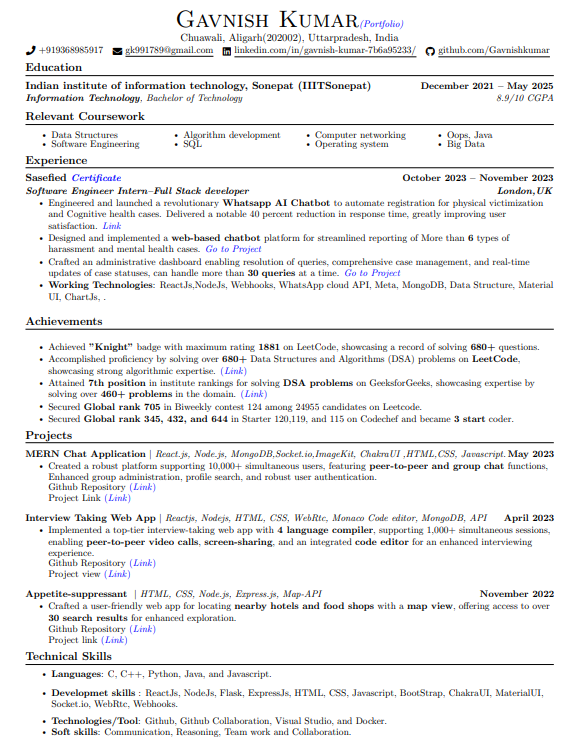 Gavnish Kumar(Portfolio)
Chuawali, Aligarh(202002), Uttarpradesh, India
+919368985917 gk991789@gmail.com linkedin.com/in/gavnish-kumar-7b6a95233/ github.com/Gavnishkumar
Education
Indian institute of information technology, Sonepat (IIITSonepat) December 2021 – May 2025
Information Technology, Bachelor of Technology 8.9/10 CGPA
Relevant Coursework
• Data Structures • Algorithm development • Computer networking • Oops, Java
• Software Engineering • SQL • Operating system • Big Data
Experience
Sasefied Certificate October 2023 – November 2023
Software Engineer Intern–Full Stack developer London,UK
• Engineered and launched a revolutionary Whatsapp AI Chatbot to automate registration for physical victimization
and Cognitive health cases. Delivered a notable 40 percent reduction in response time, greatly improving user
satisfaction. Link
• Designed and implemented a web-based chatbot platform for streamlined reporting of More than 6 types of
harassment and mental health cases. Go to Project
• Crafted an administrative dashboard enabling resolution of queries, comprehensive case management, and real-time
updates of case statuses, can handle more than 30 queries at a time. Go to Project
• Working Technologies: ReactJs,NodeJs, Webhooks, WhatsApp cloud API, Meta, MongoDB, Data Structure, Material
UI, ChartJs, .
Achievements
• Achieved "Knight" badge with maximum rating 1881 on LeetCode, showcasing a record of solving 680+ questions.
• Accomplished proficiency by solving over 680+ Data Structures and Algorithms (DSA) problems on LeetCode,
showcasing strong algorithmic expertise. (Link)
• Attained 7th position in institute rankings for solving DSA problems on GeeksforGeeks, showcasing expertise by
solving over 460+ problems in the domain. (Link)
• Secured Global rank 705 in Biweekly contest 124 among 24955 candidates on Leetcode.
• Secured Global rank 345, 432, and 644 in Starter 120,119, and 115 on Codechef and became 3 start coder.
Projects
MERN Chat Application | React.js, Node.js, MongoDB,Socket.io,ImageKit, ChakraUI ,HTML,CSS, Javascript. May 2023
• Created a robust platform supporting 10,000+ simultaneous users, featuring peer-to-peer and group chat functions,
Enhanced group administration, profile search, and robust user authentication.
Github Repository (Link)
Project Link (Link)
Interview Taking Web App | Reactjs, Nodejs, HTML, CSS, WebRtc, Monaco Code editor, MongoDB, API April 2023
• Implemented a top-tier interview-taking web app with 4 language compiler, supporting 1,000+ simultaneous sessions,
enabling peer-to-peer video calls, screen-sharing, and an integrated code editor for an enhanced interviewing
experience.
Github Repository (Link)
Project view (Link)
Appetite-suppressant | HTML, CSS, Node.js, Express.js, Map-API November 2022
• Crafted a user-friendly web app for locating nearby hotels and food shops with a map view, offering access to over
30 search results for enhanced exploration.
Github Repository (Link)
Project link (Link)
Technical Skills
• Languages: C, C++, Python, Java, and Javascript.
• Developmet skills : ReactJs, NodeJs, Flask, ExpressJs, HTML, CSS, Javascript, BootStrap, ChakraUI, MaterialUI,
Socket.io, WebRtc, Webhooks.
• Technologies/Tool: Github, Github Collaboration, Visual Studio, and Docker.
• Soft skills: Communication, Reasoning, Team work and Collaboration.